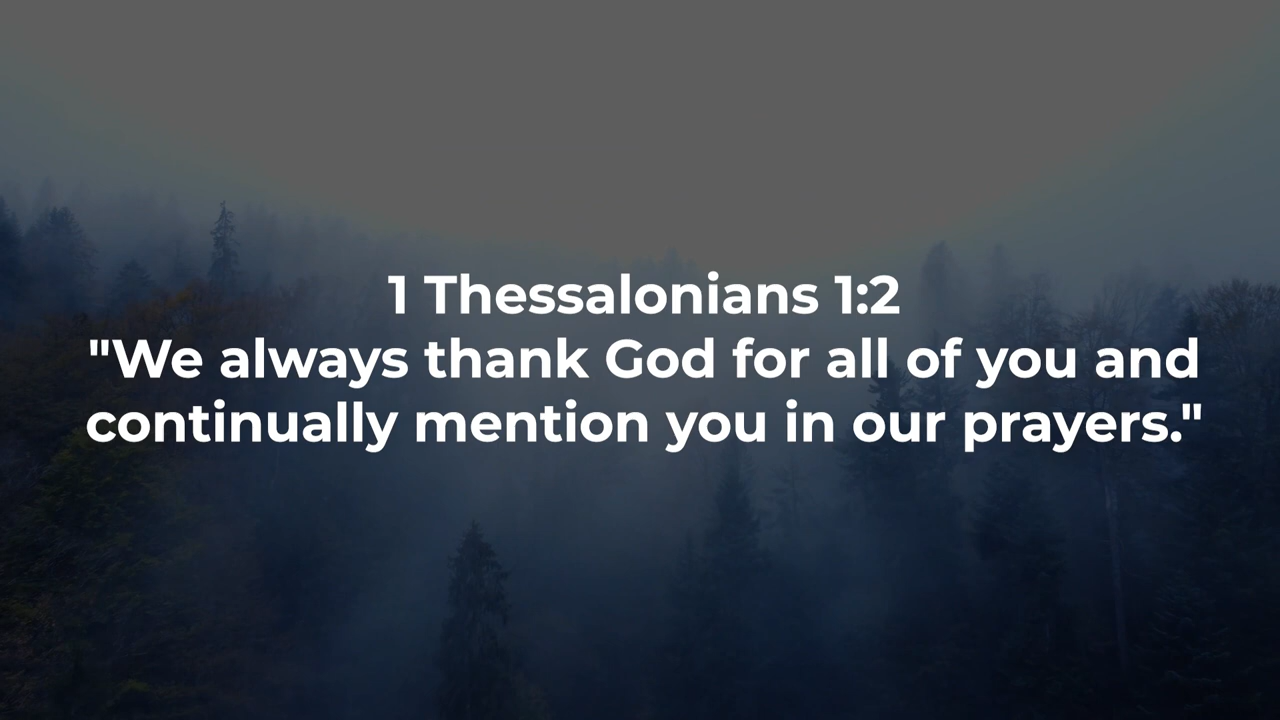 1 Thessalonians 1:2
"We always thank God for all of you and
continually mention you in our prayers."